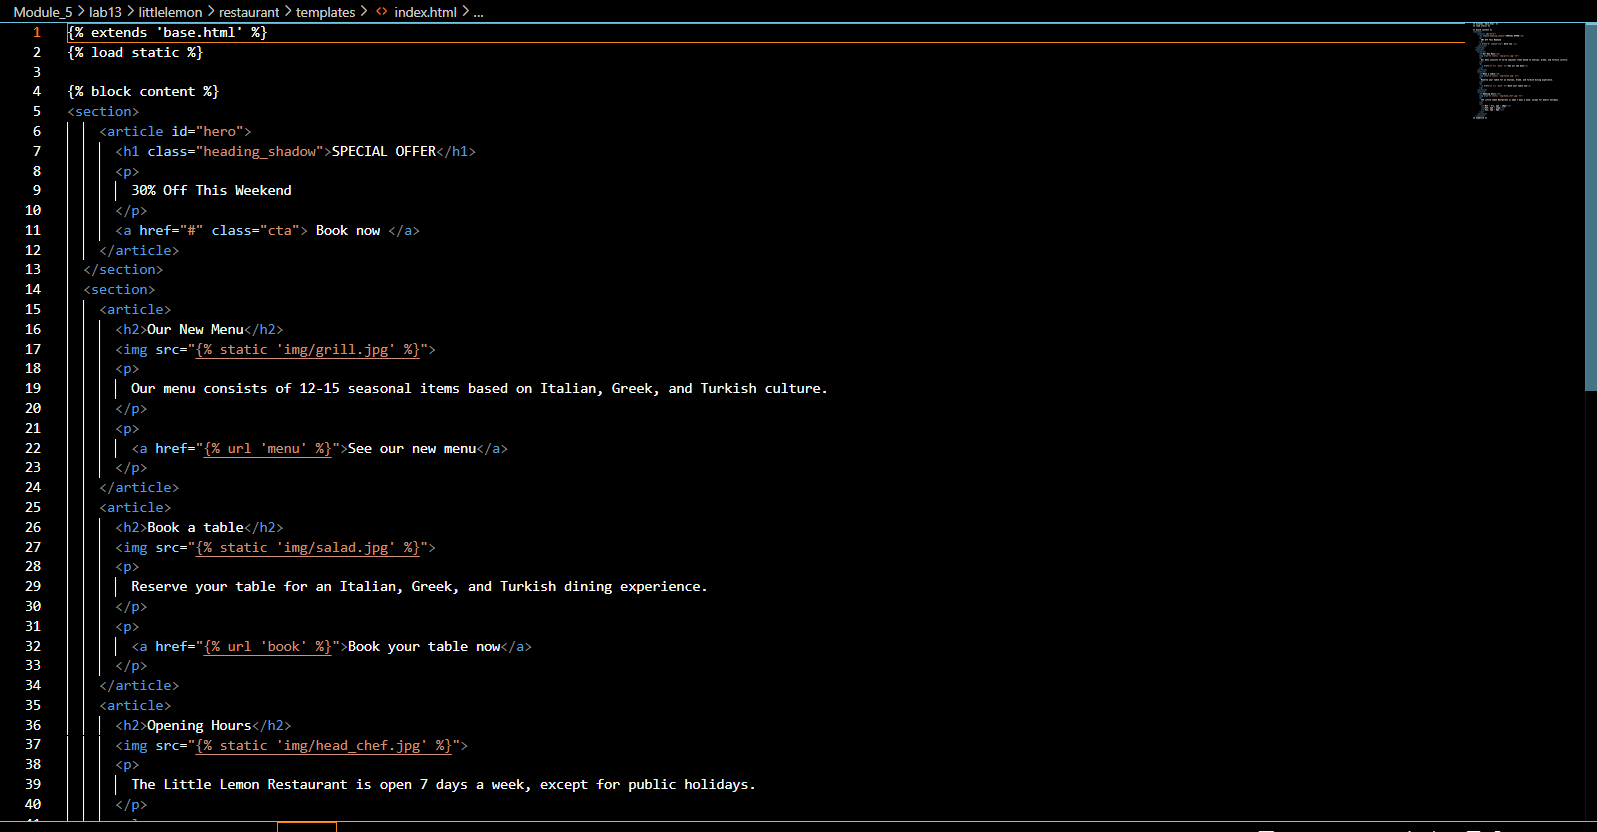 Module_5 > lab13 > littlelemon > restaurant > templates > <> index.html > ...
1 {% extends 'base.html' %}
2 {% load static %}
3
4 {% block content %}
5 <section>
6 <article id="hero">
7 <h1 class="heading_shadow">SPECIAL OFFER</h1>
8 <p>
9 30% Off This Weekend
10 </p>
11 <a href="#" class="cta"> Book now </a>
12 </article>
13 </section>
14 <section>
15 <article>
16 <h2>Our New Menu</h2>
17 <img src="{% static 'img/grill.jpg' %}">
18 <p>
19 Our menu consists of 12-15 seasonal items based on Italian, Greek, and Turkish culture.
20 </p>
21 <p>
22 <a href="{% url 'menu' %}">See our new menu</a>
23 </p>
24 </article>
25 <article>
26 <h2>Book a table</h2>
27 <img src="{% static 'img/salad.jpg' %}">
28 <p>
29 Reserve your table for an Italian, Greek, and Turkish dining experience.
30 </p>
31 <p>
32 <a href="{% url 'book' %}">Book your table now</a>
33 </p>
34 </article>
35 <article>
36 <h2>Opening Hours</h2>
37 <img src="{% static 'img/head_chef.jpg' %}">
38 <p>
39 The Little Lemon Restaurant is open 7 days a week, except for public holidays.
40 </p>